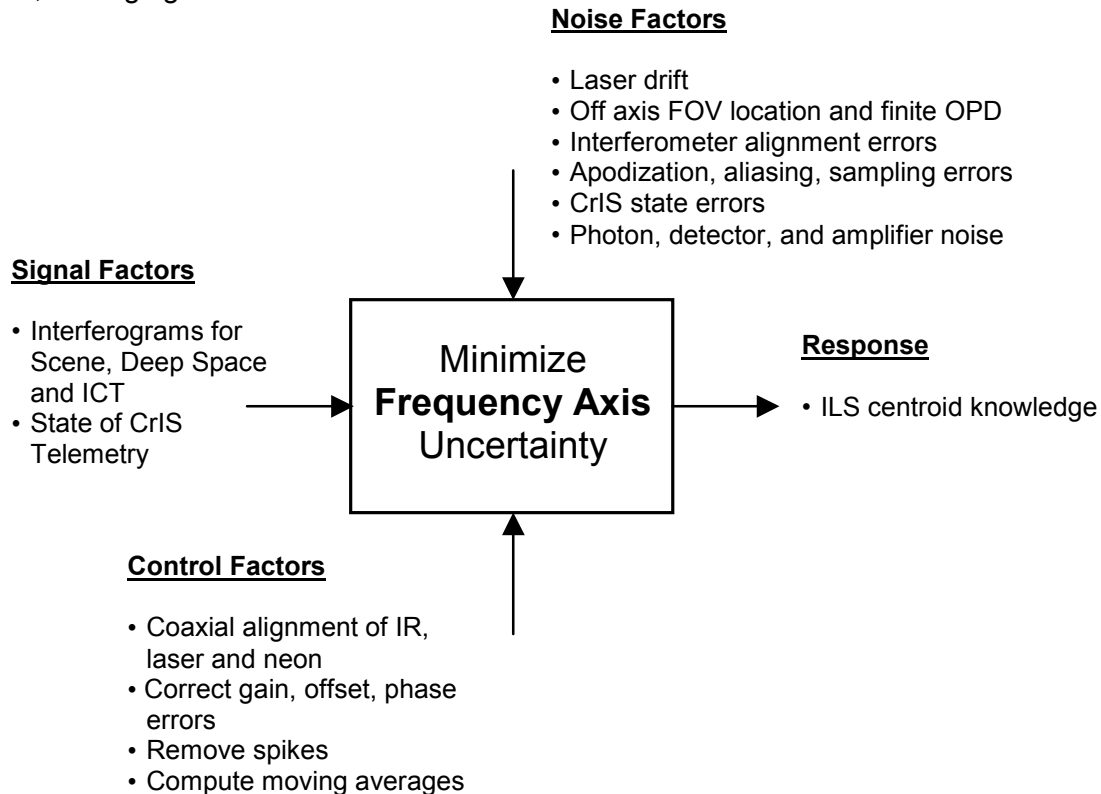 Noise Factors
• Laser drift
• Off axis FOV location and finite OPD
• Interferometer alignment errors
• Apodization, aliasing, sampling errors
• CrIS state errors
• Photon, detector, and amplifier noise
Signal Factors
• Interferograms for
Scene, Deep Space
and ICT
• State of CrIS
Telemetry
Minimize
Frequency Axis
Uncertainty
Response
• ILS centroid knowledge
Control Factors
• Coaxial alignment of IR,
laser and neon
• Correct gain, offset, phase
errors
• Remove spikes
• Compute moving averages